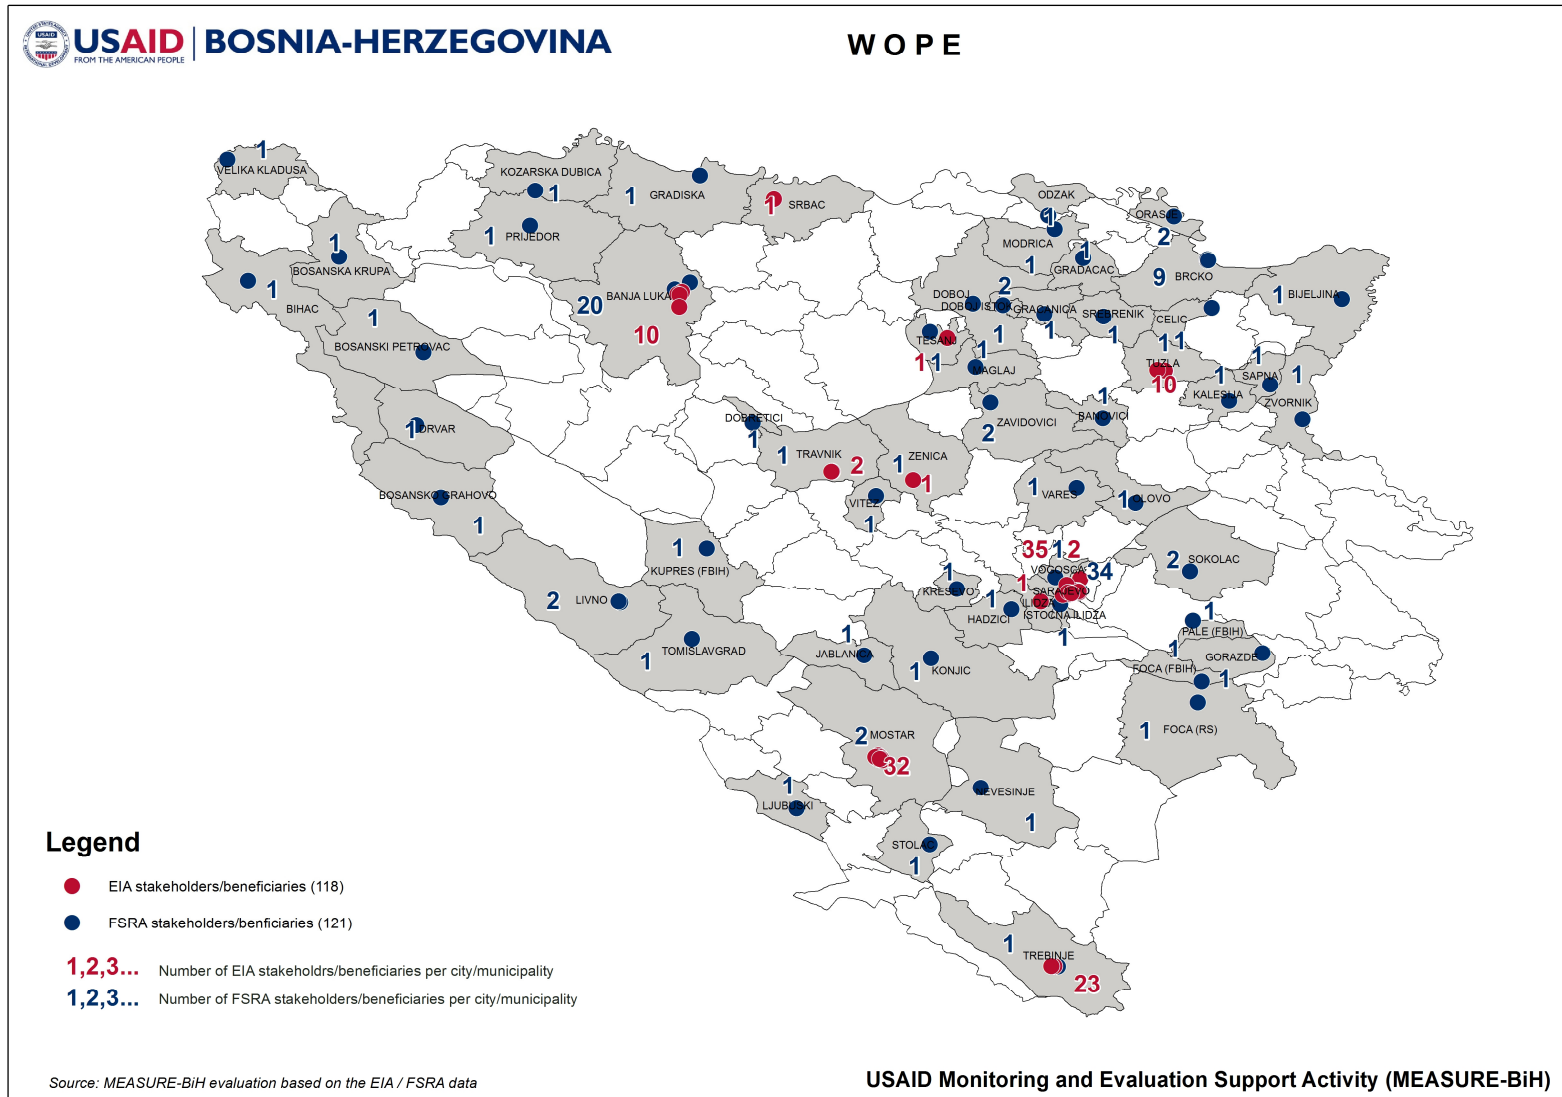 USAID BOSNIA-HERZEGOVINA
FROM THE AMERICAN PEOPLE
WOPE
1
VELIKA KLADUSA
KOZARSKA DUBICA
1
1
GRADISKA
1
SRBAC
ODZAK
1
ORASJE
2
1
PRIJEDOR
1
BOSANSKA KRUPA
MODRICA
1
1
GRADACAC
9
BRCKO
1
BIHAC
20
BANJA LUKA
10
DOBOJ
2
DOBOJ ISTOK
GRACANICA
1
1
SREBRENIK
1
CELIC
1
1
1
BIJELJINA
1
BOSANSKI PETROVAC
TESANJ
1
1
1
MAGLAJ
TUZLA
10
1
KALESIJA
1
SAPNA
1
ZVORNIK
1
DRVAR
DOBRETICI
1
2
ZAVIDOVICI
1
BANOVICI
1
TRAVNIK
2
1
ZENICA
1
BOSANSKO GRAHOVO
1
VITEZ
1
1
VARES
1
OLOVO
1
KUPRES (FBIH)
35
1
2
VOGOSCA
34
2
SOKOLAC
1
KRESEVO
1
SARAJEVO
ILIDZA
ISTOCNA ILIDZA
1
1
HADZICI
2
LIVNO
1
TOMISLAVGRAD
1
JABLANICA
1
KONJIC
1
PALE (FBIH)
1
GORAZDE
FOCA (FBIH)
1
1
FOCA (RS)
2
MOSTAR
32
1
LJUBUSKI
NEVESINJE
1
STOLAC
1
1
TREBINJE
23
Legend
EIA stakeholders/beneficiaries (118)
FSRA stakeholders/benficiaries (121)
1,2,3... Number of EIA stakeholdrs/beneficiaries per city/municipality
1,2,3... Number of FSRA stakeholders/beneficiaries per city/municipality
Source: MEASURE-BiH evaluation based on the EIA / FSRA data
USAID Monitoring and Evaluation Support Activity (MEASURE-BiH)